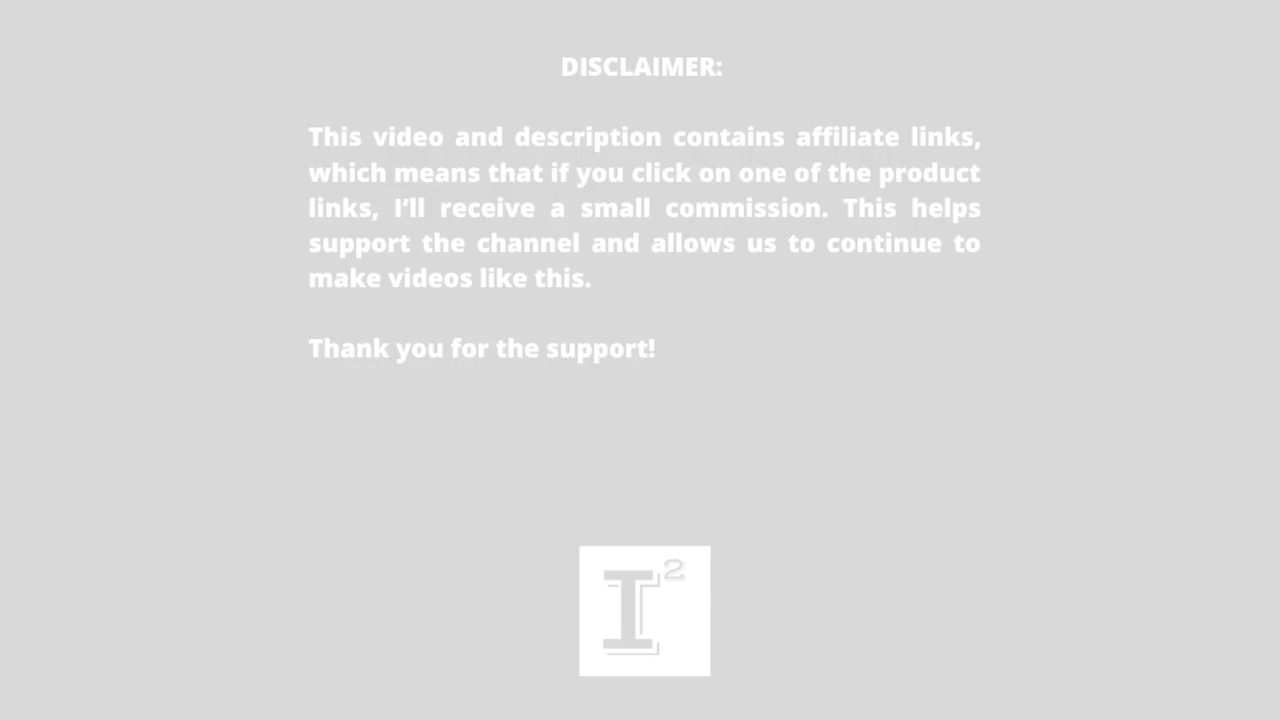 DISCLAIMER:
This video and description contains affiliate links,
which means that if you click on one of the product
links, I’ll receive a small commission. This helps
support the channel and allows us to continue to
make videos like this.
Thank you for the support!
I²